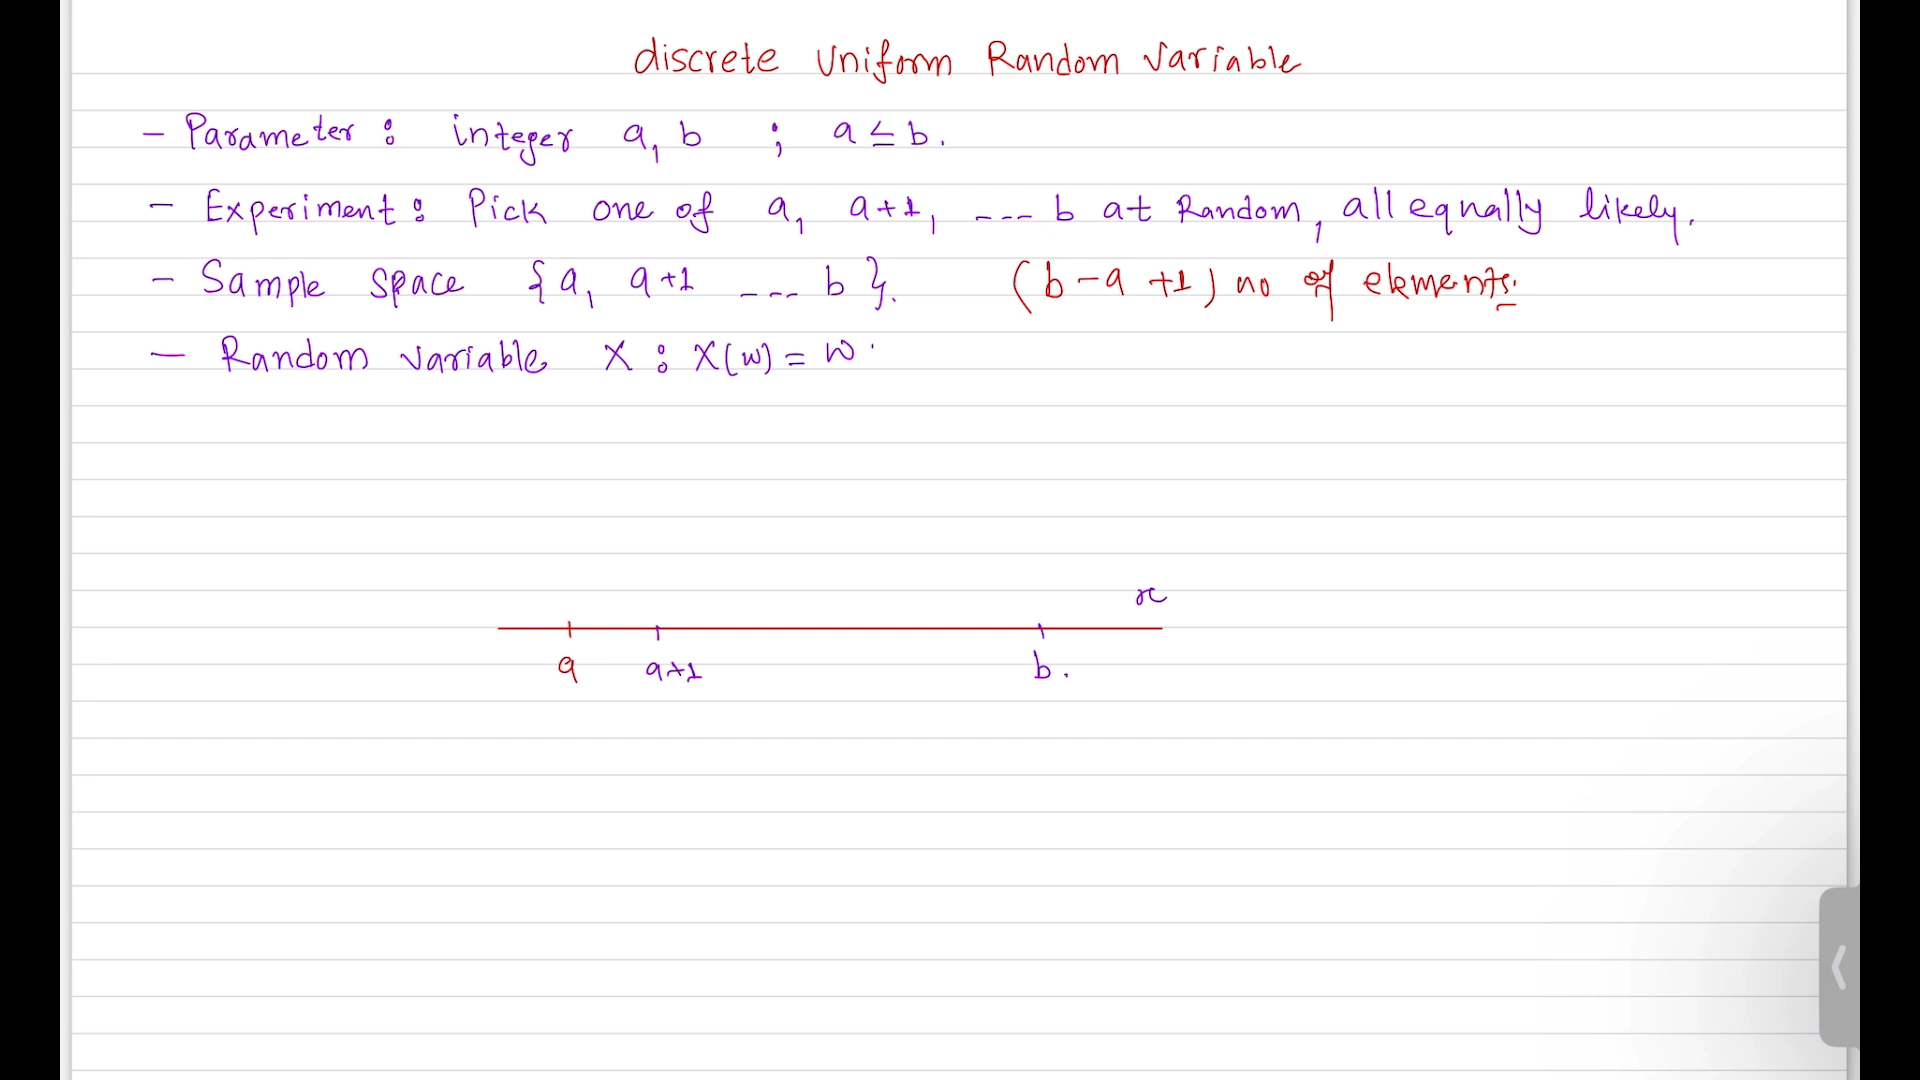 discrete Uniform Random Variable
- Parameter : integer a, b ; a ≤ b.
- Experiment : Pick one of a, a+1, ---- b at Random, all equally likely.
- Sample space {a, a+1 ---- b}. (b-a+1) no of elements.
- Random variable X : X(w) = w.
x
a a+1 b.